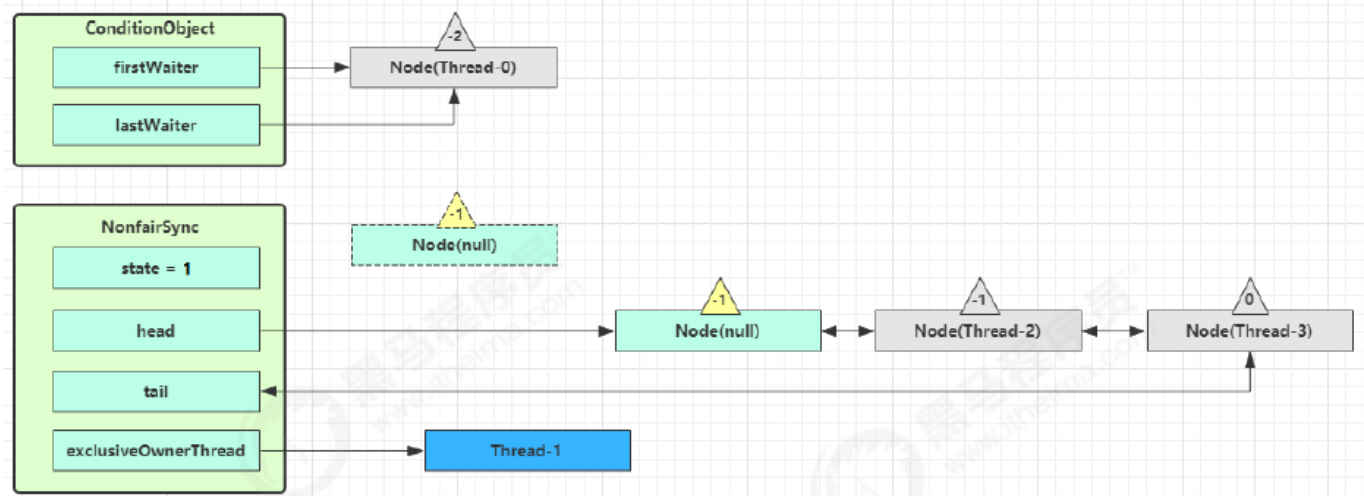 ConditionObject
-2
firstWaiter
Node(Thread-0)
lastWaiter
-1
NonfairSync
Node(null)
state = 1
-1
-1
0
head
Node(null)
Node(Thread-2)
Node(Thread-3)
tail
exclusiveOwnerThread
Thread-1
黑马程序员
www.itheima.com
黑马程序员
www.itheima.com